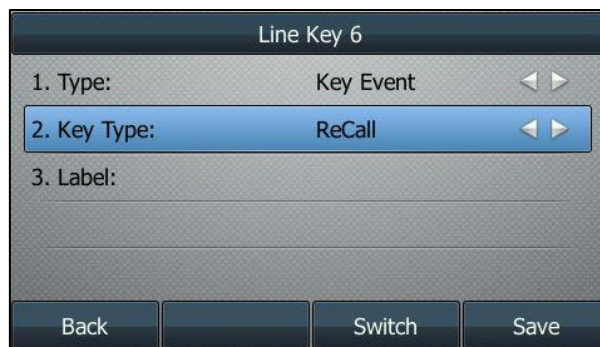 Line Key 6
1. Type: Key Event
2. Key Type: ReCall
3. Label:
Back Switch Save